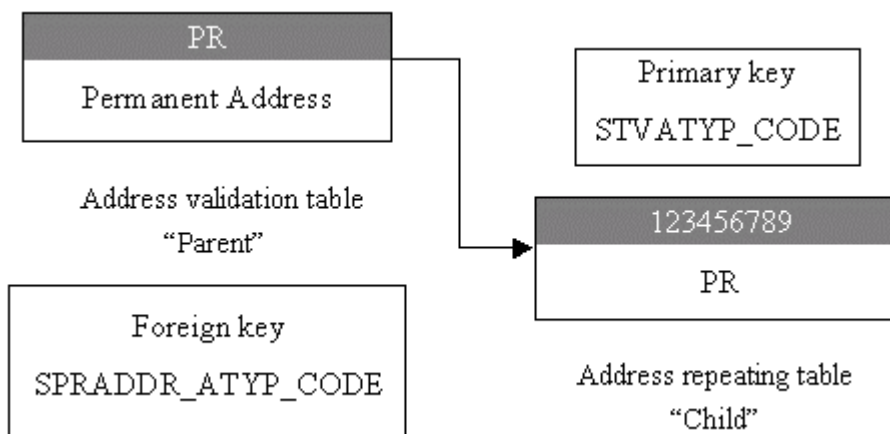 PR
Permanent Address
Address validation table
“Parent”
Foreign key
SPRADDR_ATYP_CODE
Primary key
STVATYP_CODE
123456789
PR
Address repeating table
“Child”